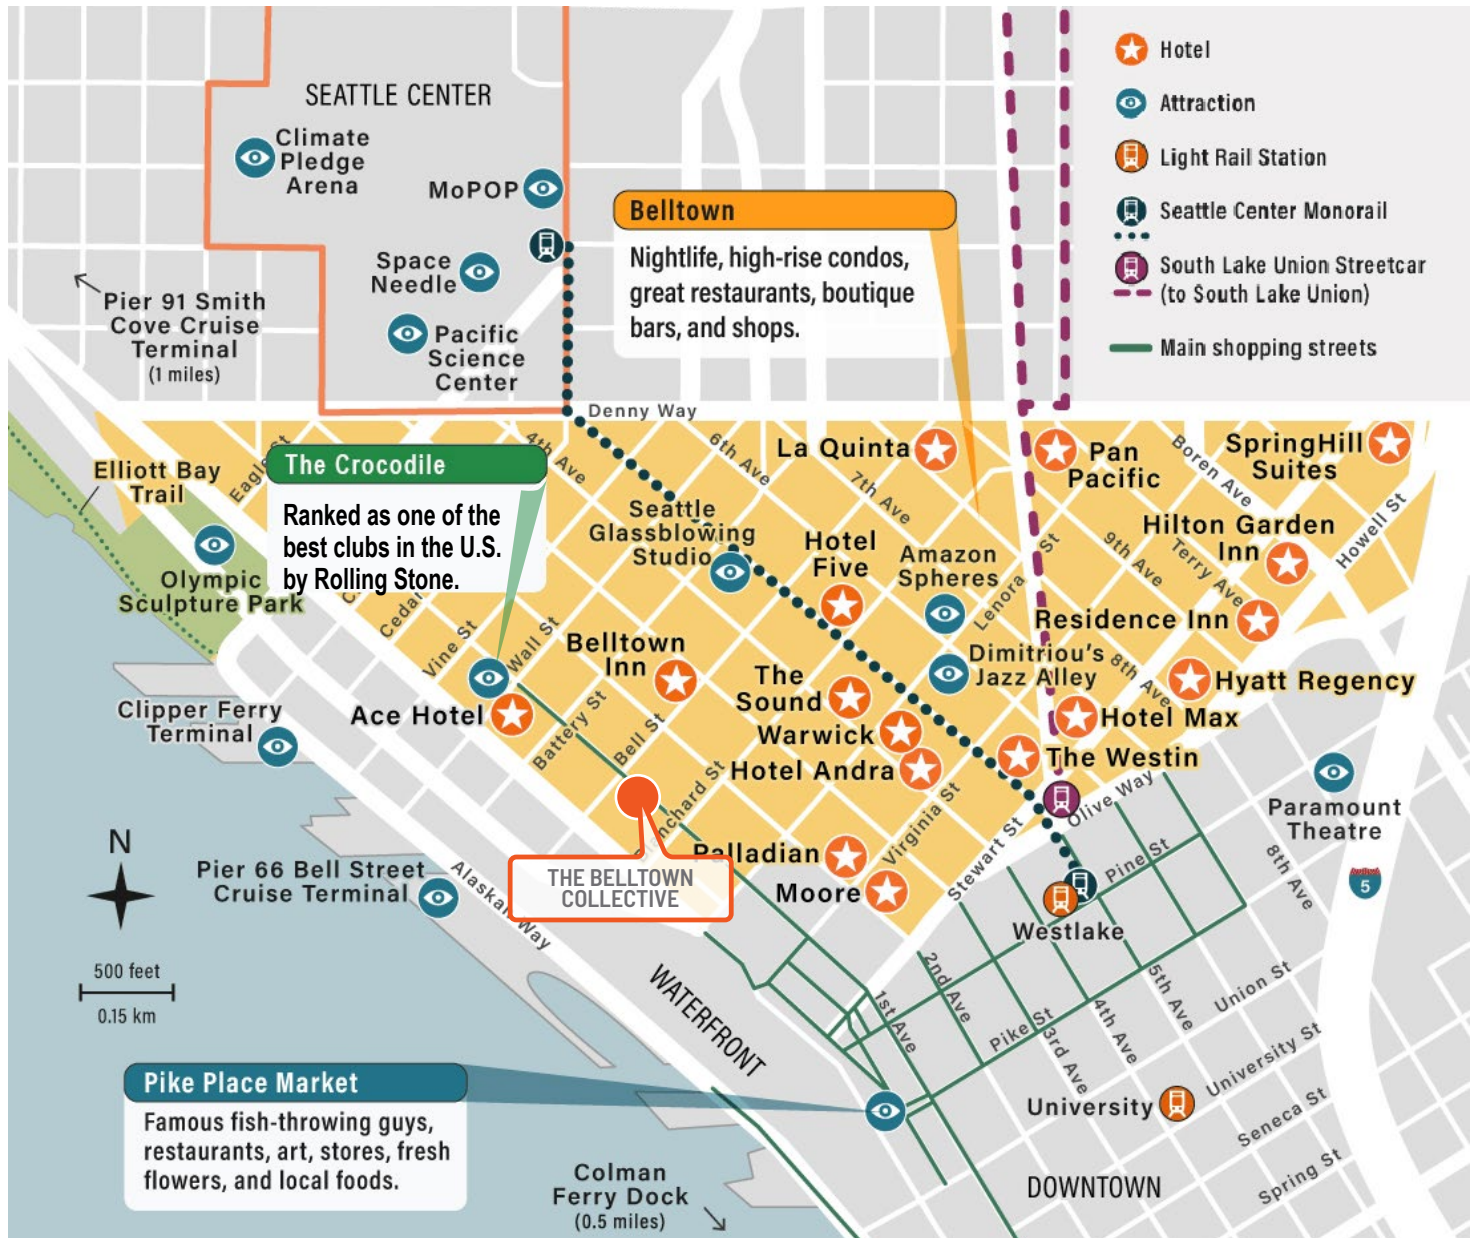 SEATTLE CENTER
Climate
Pledge
Arena
MoPOP
Space
Needle
Pacific
Science
Center
Pier 91 Smith
Cove Cruise
Terminal
(1 miles)
Hotel
Attraction
Light Rail Station
Seattle Center Monorail
South Lake Union Streetcar
(to South Lake Union)
Main shopping streets
Belltown
Nightlife, high-rise condos,
great restaurants, boutique
bars, and shops.
Denny Way
4th Ave
6th Ave
7th Ave
La Quinta
Pan
Pacific
Boren Ave
SpringHill
Suites
Elliott Bay
Trail
The Crocodile
Ranked as one of the
best clubs in the U.S.
by Rolling Stone.
Seattle
Glassblowing
Studio
Hotel
Five
Amazon
Spheres
Lenora St
9th Ave
Terry Ave
Hilton Garden
Inn
Howell St
Olympic
Sculpture Park
Vine St
Wall St
Belltown
Inn
Residence Inn
The
Sound
Dimitriou's
Jazz Alley
8th Ave
Hyatt Regency
Clipper Ferry
Terminal
Ace Hotel
Battery St
Bell St
Warwick
Hotel Max
Hotel Andra
The Westin
Olive Way
Paramount
Theatre
N
Pier 66 Bell Street
Cruise Terminal
Alaskan Way
THE BELLTOWN
COLLECTIVE
Palladian
Moore
Virginia St
Stewart St
Pine St
8th Ave
5
Westlake
500 feet
0.15 km
WATERFRONT
1st Ave
2nd Ave
Pike St
3rd Ave
4th Ave
5th Ave
Union St
University St
University
Seneca St
Spring St
Pike Place Market
Famous fish-throwing guys,
restaurants, art, stores, fresh
flowers, and local foods.
Colman
Ferry Dock
(0.5 miles)
DOWNTOWN